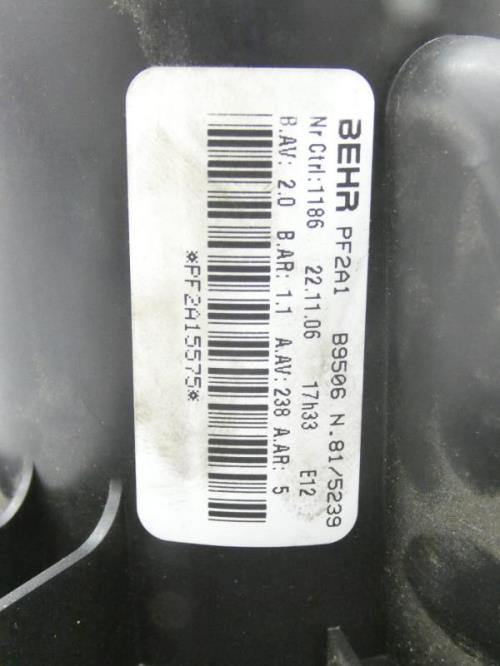 BEHR PF2A1 B9506 N.81/5239
Nr Ctrl:1186 22.11.06 17h33 E12
B.AV: 2.0 B.AR: 1.1 A.AV: 238 A.AR: 5
*PF2A15575*